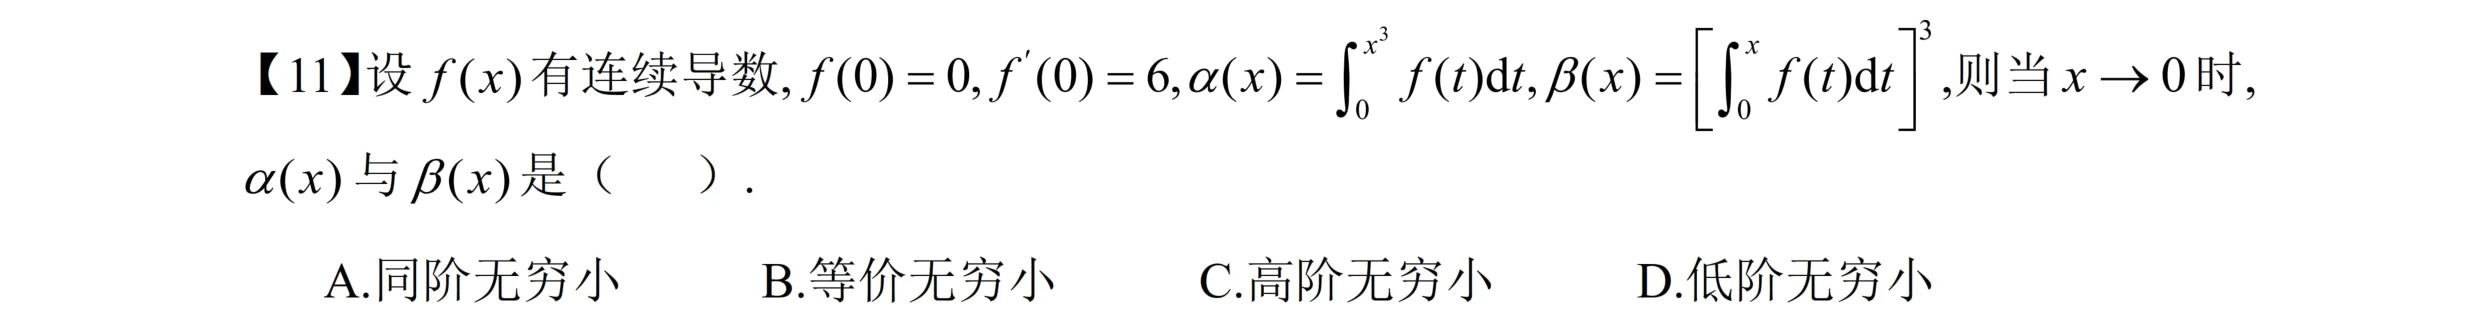 【11】设 f(x) 有连续导数, f(0) = 0, f′(0) = 6, α(x) = ∫₀^{x³} f(t)dt, β(x) = [∫₀^{x} f(t)dt]³ ,则当 x → 0 时,
α(x) 与 β(x) 是（ ）.
A.同阶无穷小 B.等价无穷小 C.高阶无穷小 D.低阶无穷小